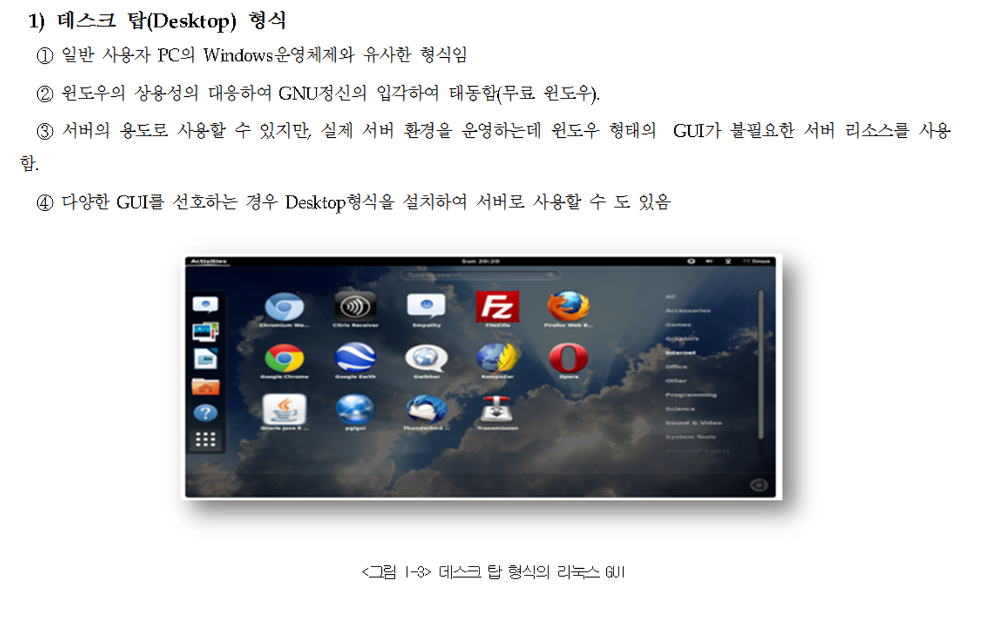 1) 데스크 탑(Desktop) 형식
① 일반 사용자 PC의 Windows운영체제와 유사한 형식임
② 윈도우의 상용성의 대응하여 GNU정신의 입각하여 태동함(무료 윈도우).
③ 서버의 용도로 사용할 수 있지만, 실제 서버 환경을 운영하는데 윈도우 형태의 GUI가 불필요한 서버 리소스를 사용
함.
④ 다양한 GUI를 선호하는 경우 Desktop형식을 설치하여 서버로 사용할 수 도 있음
Activities Sun 20:20 linux
Type to search...
Chromium We... Citrix Receiver Empathy FileZilla Firefox Web B...
Google Chrome Google Earth Gwibber KompoZer Opera
Oracle Java 8 ... Thunderbird ... Transmission
All
Accessories
Games
Graphics
Internet
Office
Other
Programming
Science
Sound & Video
System Tools
Universal Access
<그림 1-3> 데스크 탑 형식의 리눅스 GUI